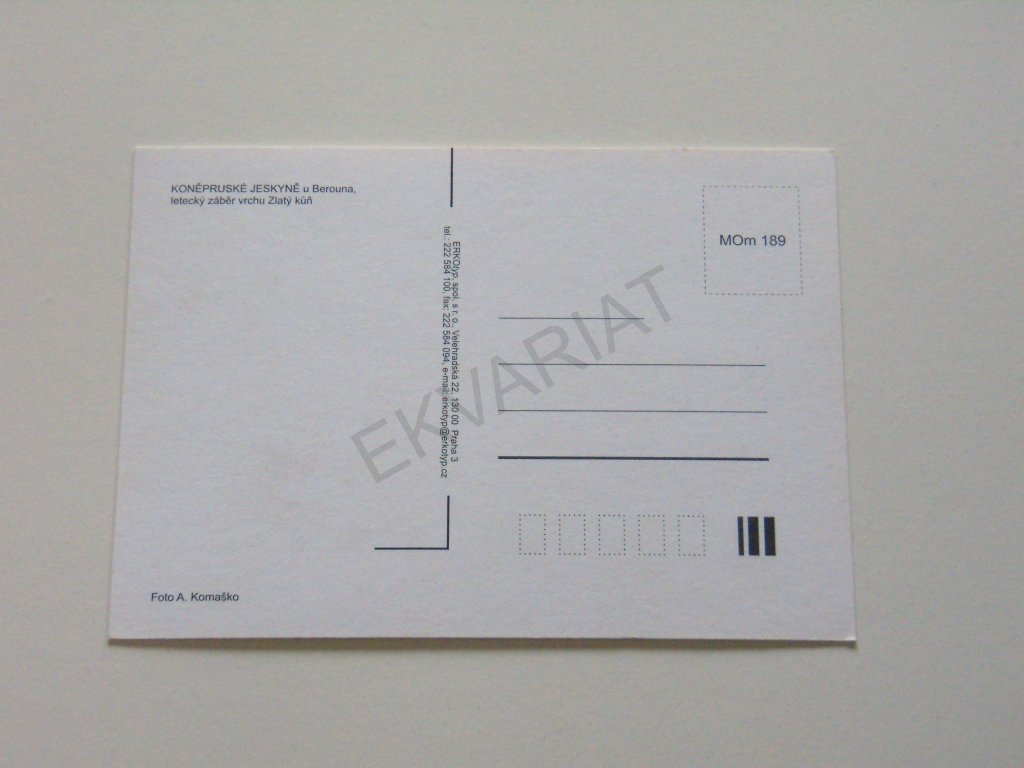 KONĚPRUSKÉ JESKYNĚ u Berouna,
letecký záběr vrchu Zlatý kůň
ERKOtyp, spol. s r. o., Velehradská 22, 130 00 Praha 3
tel.: 222 584 100, fax: 222 584 094, e-mail: erkotyp@erkotyp.cz
MOm 189
EKVARIAT
Foto A. Komaško